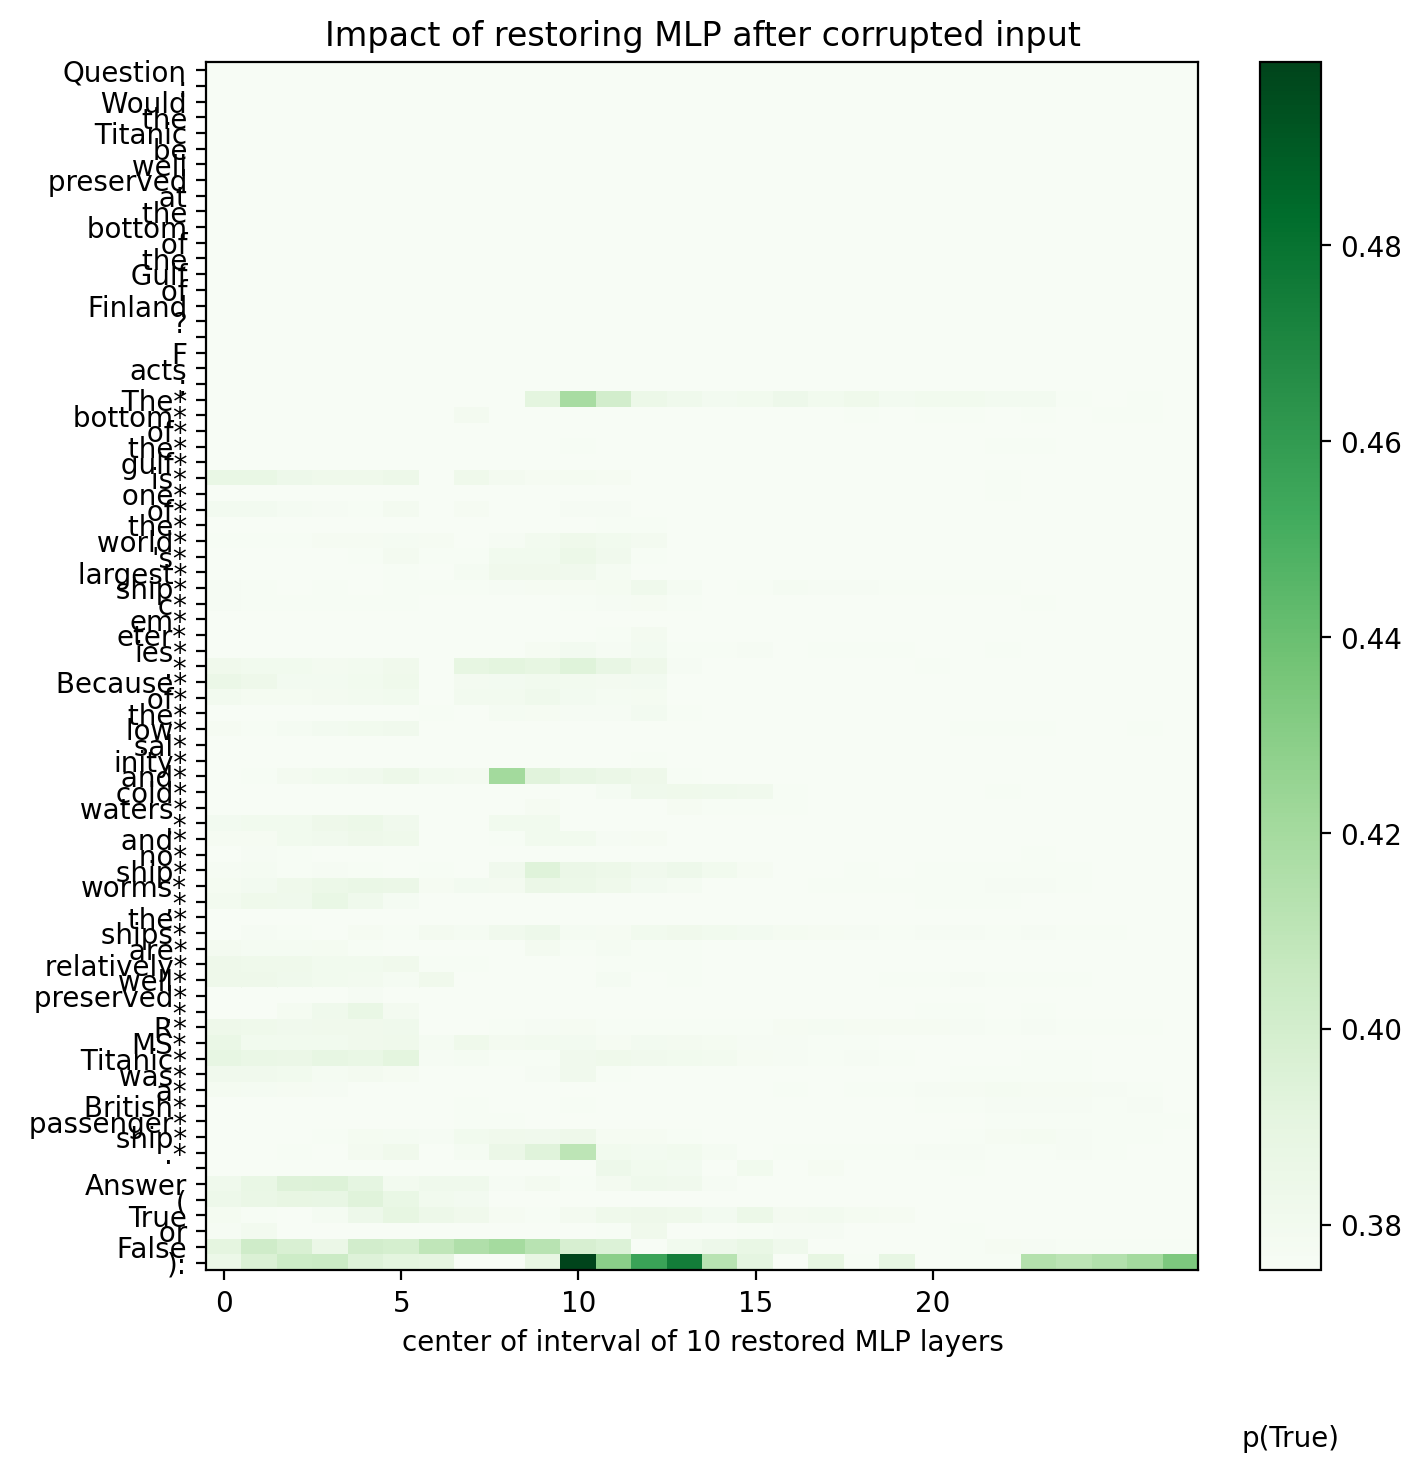 Impact of restoring MLP after corrupted input
Question
:
Would
the
Titanic
be
well
preserved
at
the
bottom
of
the
Gulf
of
Finland
?
F
acts
:
The*
bottom*
of*
the*
gulf*
is*
one*
of*
the*
world*
's*
largest*
ship*
c*
em*
eter*
ies*
.*
Because*
of*
the*
low*
sal*
inity*
and*
cold*
waters*
,*
and*
no*
ship*
worms*
,*
the*
ships*
are*
relatively*
well*
preserved*
.*
R*
MS*
Titanic*
was*
a*
British*
passenger*
ship*
.*
Answer
(
True
or
False
):
0 5 10 15 20
center of interval of 10 restored MLP layers
0.48
0.46
0.44
0.42
0.40
0.38
p(True)